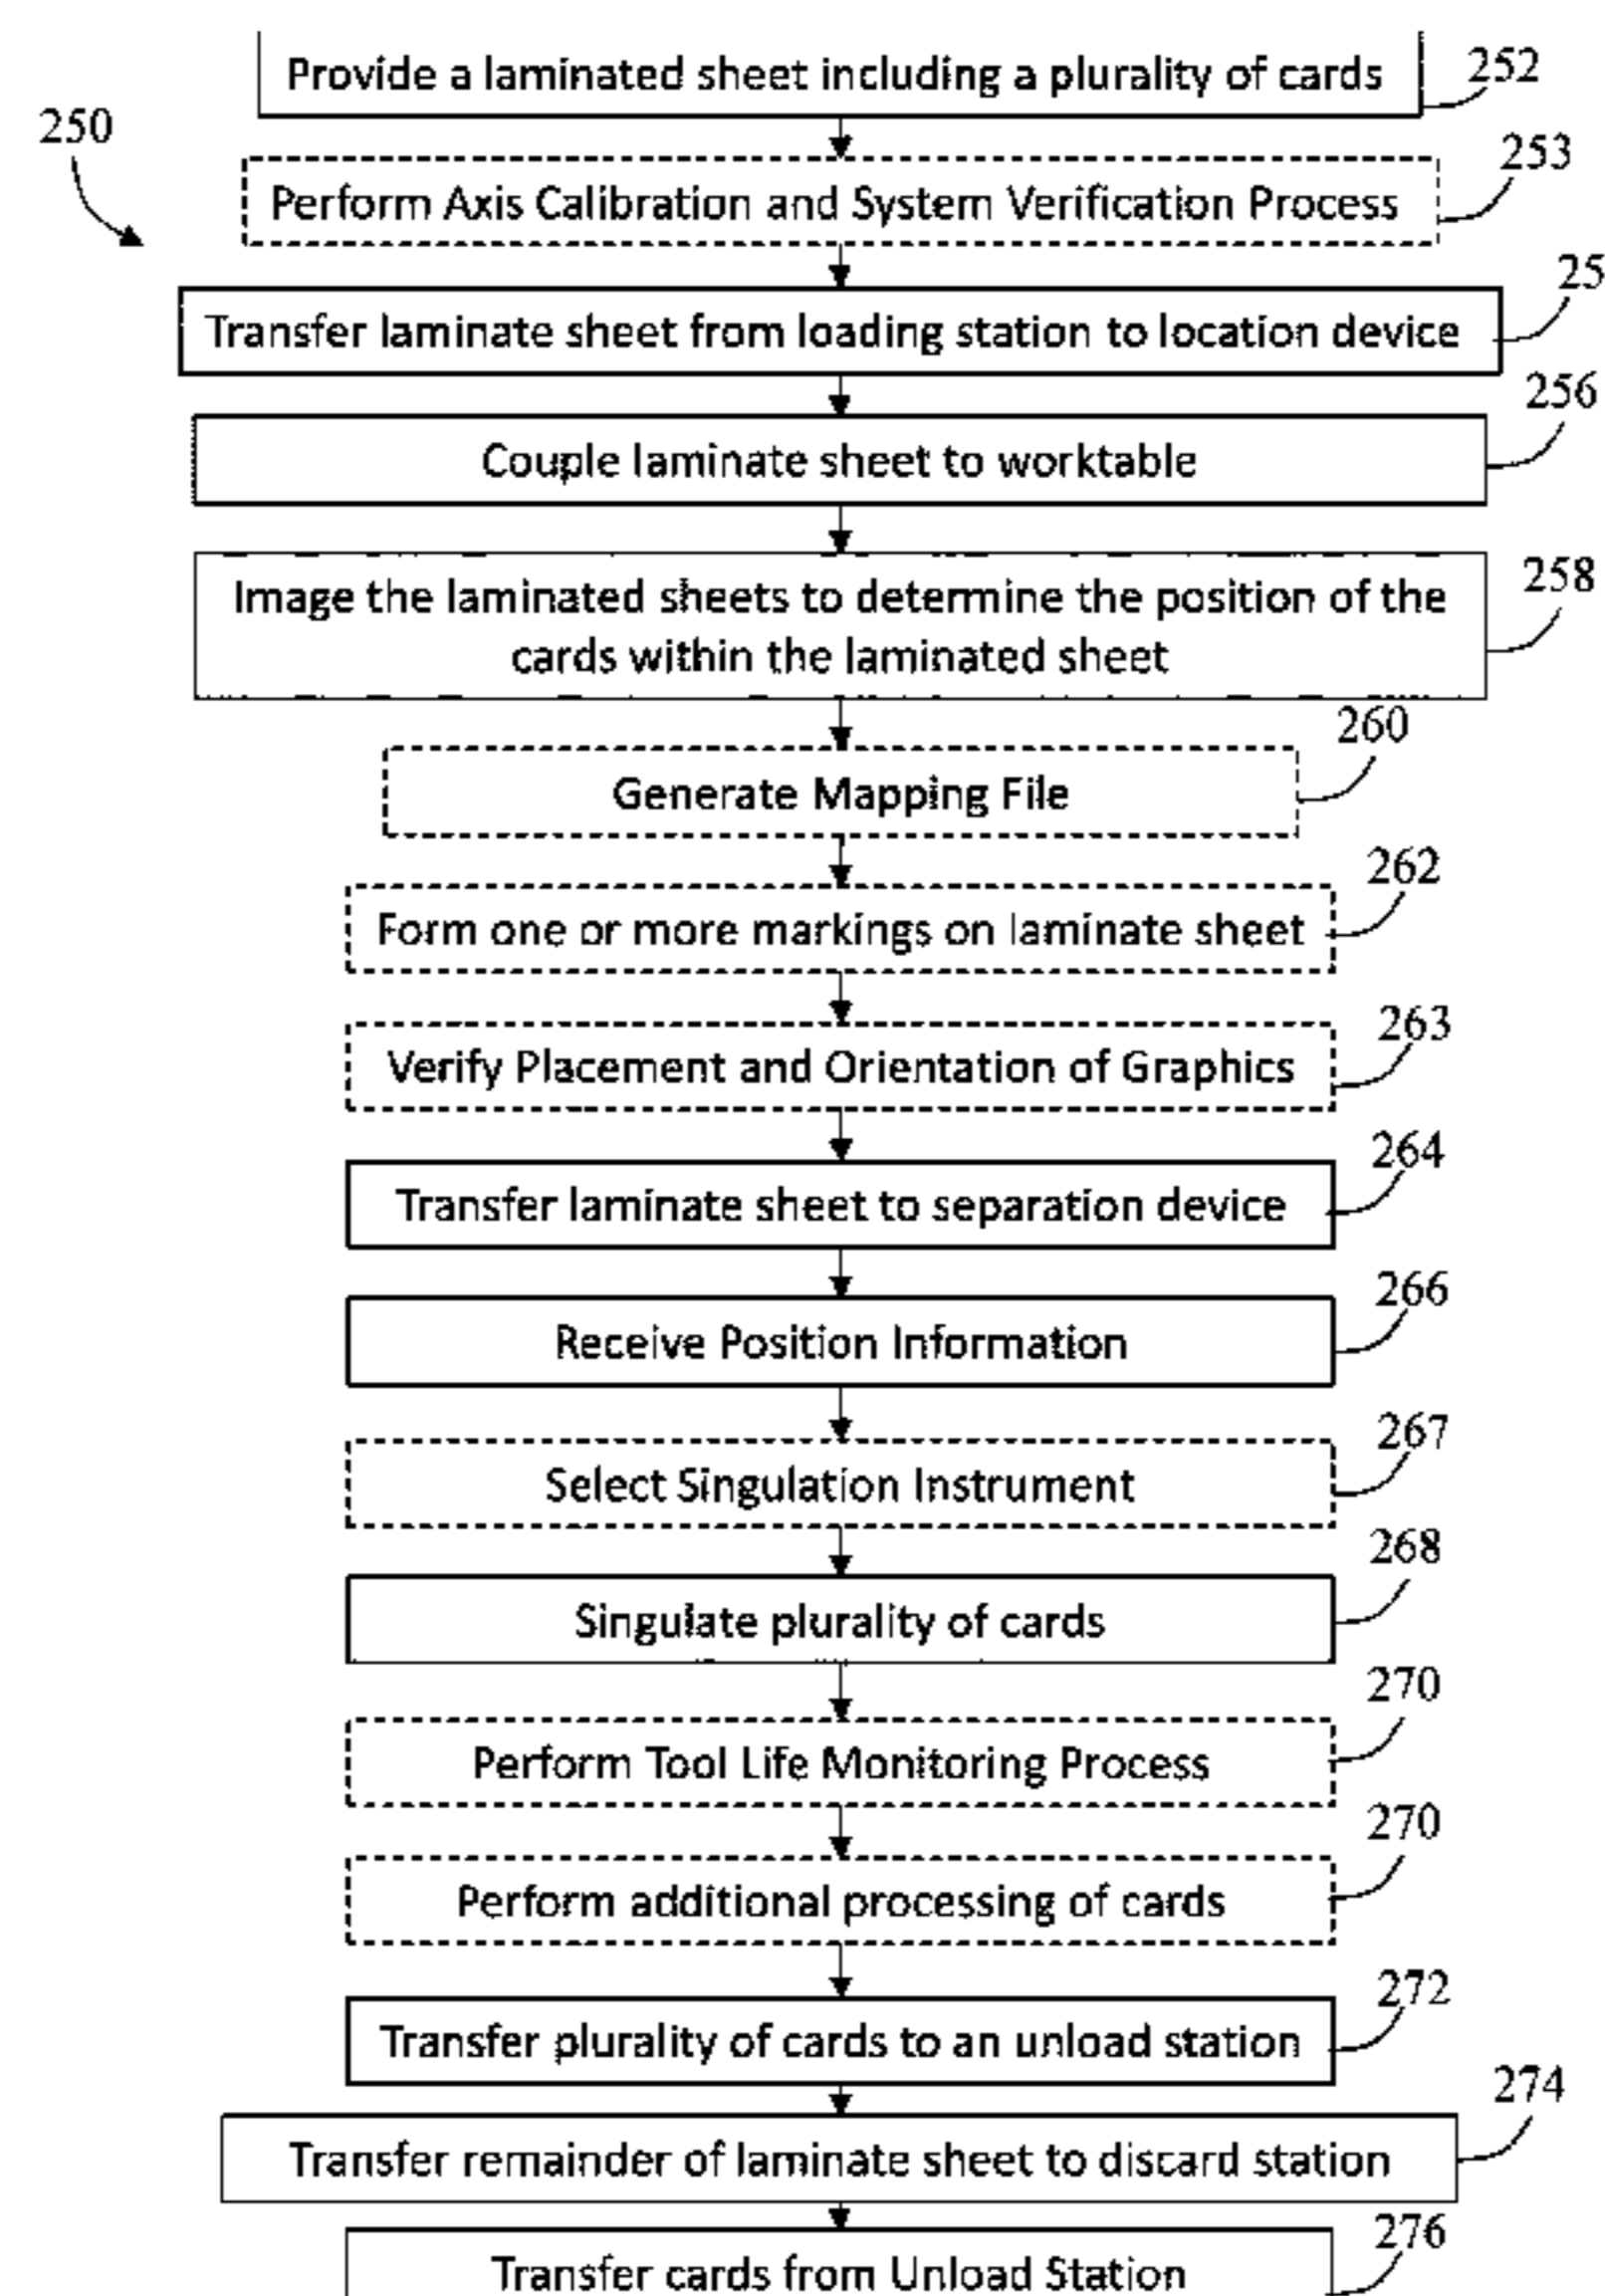 Provide a laminated sheet including a plurality of cards
252
250
253
Perform Axis Calibration and System Verification Process
25
Transfer laminate sheet from loading station to location device
256
Couple laminate sheet to worktable
258
Image the laminated sheets to determine the position of the
cards within the laminated sheet
260
Generate Mapping File
262
Form one or more markings on laminate sheet
263
Verify Placement and Orientation of Graphics
264
Transfer laminate sheet to separation device
266
Receive Position Information
267
Select Singulation Instrument
268
Singulate plurality of cards
270
Perform Tool Life Monitoring Process
270
Perform additional processing of cards
272
Transfer plurality of cards to an unload station
274
Transfer remainder of laminate sheet to discard station
276
Transfer cards from Unload Station